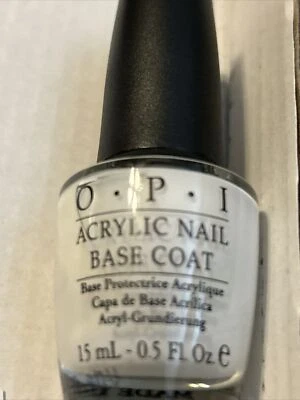 O·P·I
ACRYLIC NAIL
BASE COAT
Base Protectrice Acrylique
Capa de Base Acrílica
Acryl-Grundierung
15 mL - 0.5 Fl Oz e
MADE